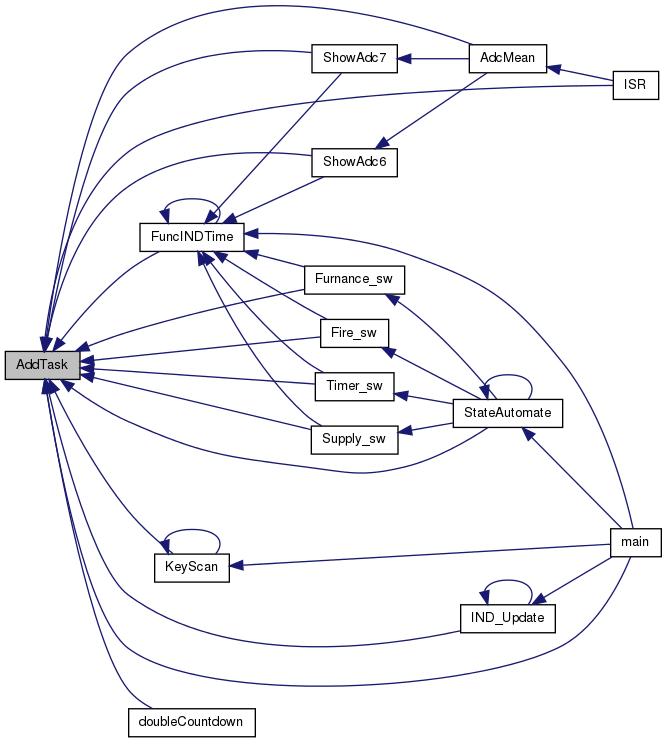 ShowAdc7
AdcMean
ISR
ShowAdc6
FuncINDTime
Furnance_sw
Fire_sw
AddTask
Timer_sw
StateAutomate
Supply_sw
main
KeyScan
IND_Update
doubleCountdown